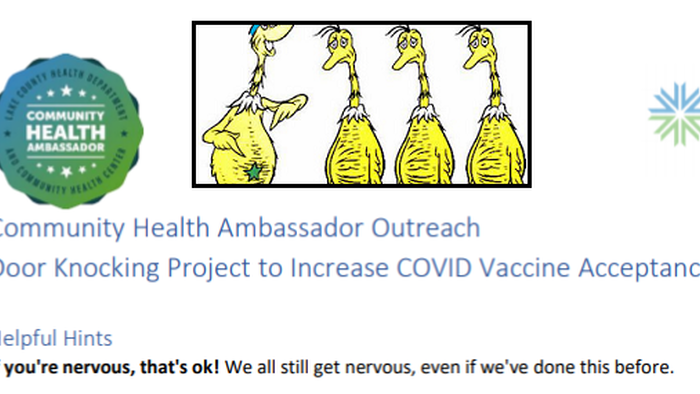 LAKE COUNTY HEALTH DEPARTMENT
COMMUNITY
HEALTH
AMBASSADOR
AND COMMUNITY HEALTH CENTER
Community Health Ambassador Outreach
Door Knocking Project to Increase COVID Vaccine Acceptanc
Helpful Hints
you're nervous, that's ok! We all still get nervous, even if we've done this before.